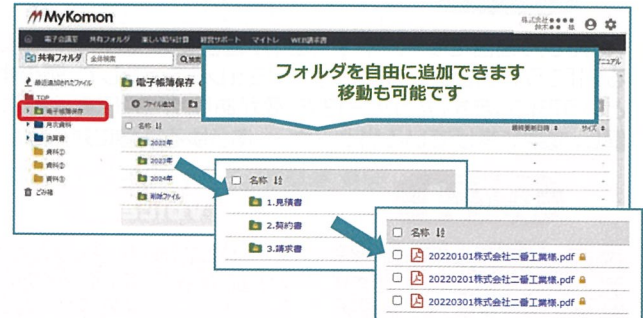 MyKomon
株式会社●●●●
鈴木●● 様
電子会議室 共有フォルダ 楽しい給与計算 経営サポート マイトレ WEB請求書
共有フォルダ 全体検索
最近追加されたファイル
電子帳簿保存
TOP
ファイル追加
電子帳簿保存
月次資料
決算書
資料①
資料②
資料③
ごみ箱
名称
最終更新日時
サイズ
2022年
2023年
2024年
削除ファイル
フォルダを自由に追加できます
移動も可能です
名称
1.見積書
2.契約書
3.請求書
名称
20220101株式会社二番工業様.pdf
20220201株式会社二番工業様.pdf
20220301株式会社二番工業様.pdf